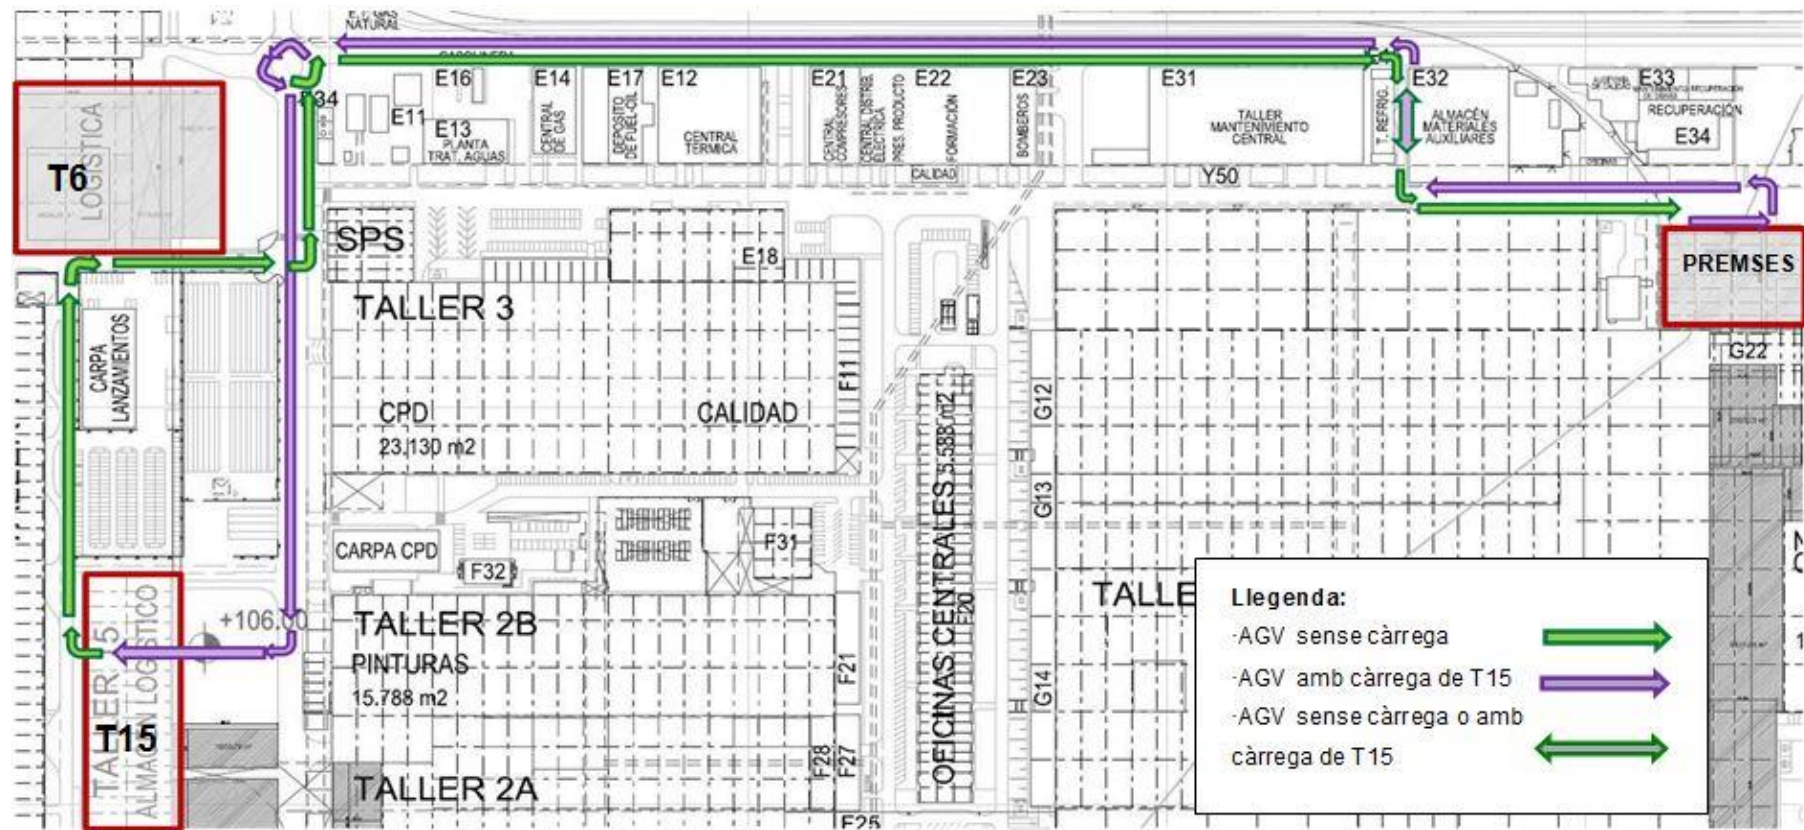 E.T. GAS
NATURAL
GASOLINERA
E16
E14
E17
E12
E21
E22
E23
E31
E32
E33
E34
E11
E13
PLANTA
TRAT. AGUAS
CENTRAL
DE GAS
DEPOSITO
DE FUEL-OIL
CENTRAL
TERMICA
CENTRAL
COMPRESORES
CENTRAL DISTRIB.
ELECTRICA
PRES. PRODUCTO
FORMACIÓN
BOMBEROS
TALLER
MANTENIMIENTO
CENTRAL
T. REFRIG.
ALMACÉN
MATERIALES
AUXILIARES
RECUPERACIÓN
E34
CALIDAD
Y50
T6
LOGISTICA
SPS
E18
PREMSES
TALLER 3
CARPA
LANZAMIENTOS
F11
G22
CPD
CALIDAD
23.130 m2
G12
OFICINAS CENTRALES 5.588 m2
F20
G13
CARPA CPD
F31
F32
TALLE
+106.00
TALLER 2B
PINTURAS
15.788 m2
F21
G14
TALLER 15
ALMACÉN LOGÍSTICO
T15
F28
F27
TALLER 2A
F25
Llegenda:
-AGV sense càrrega
-AGV amb càrrega de T15
-AGV sense càrrega o amb
càrrega de T15